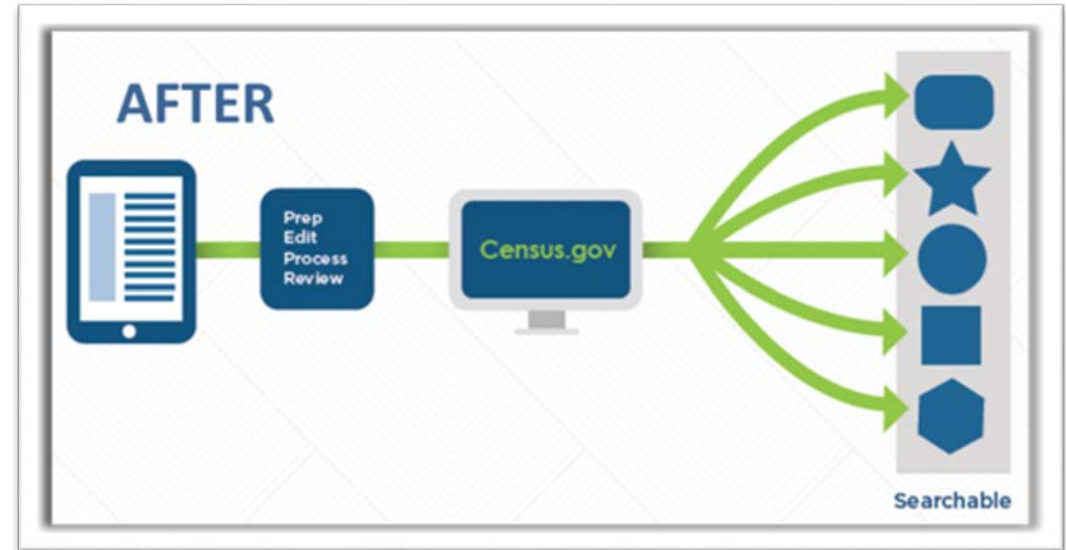 AFTER
Prep
Edit
Process
Review
Census.gov
Searchable